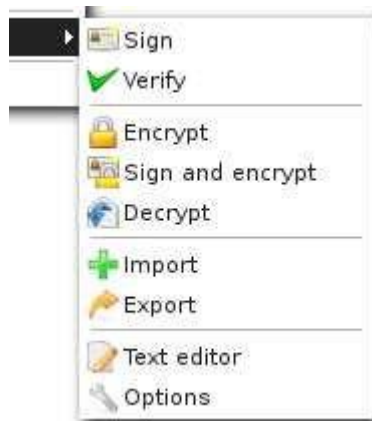 Sign
Verify
Encrypt
Sign and encrypt
Decrypt
Import
Export
Text editor
Options